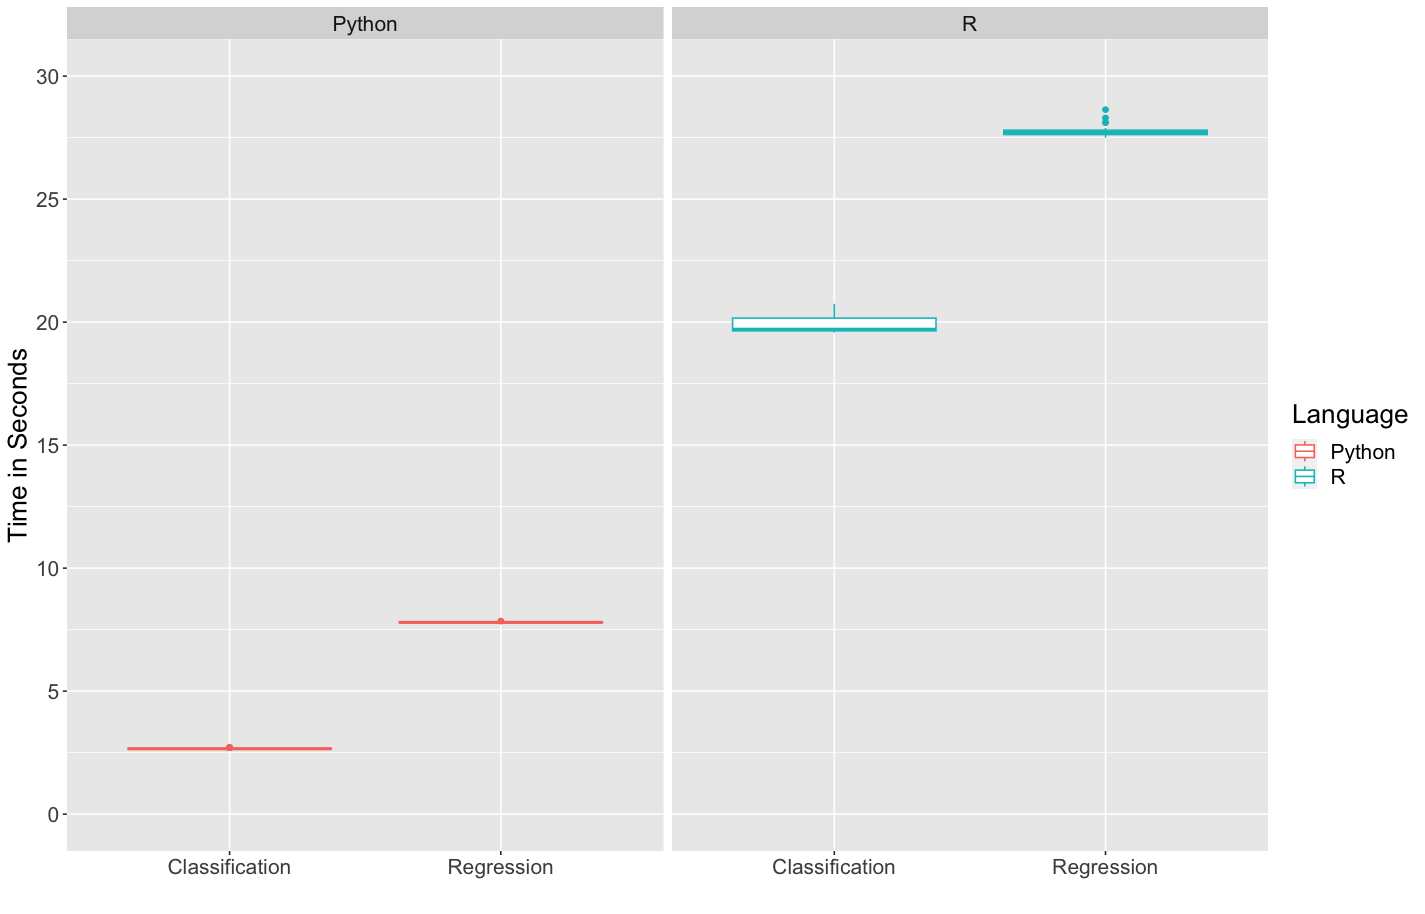 Python
R
30
25
20
15
10
5
0
Time in Seconds
Classification
Regression
Classification
Regression
Language
Python
R